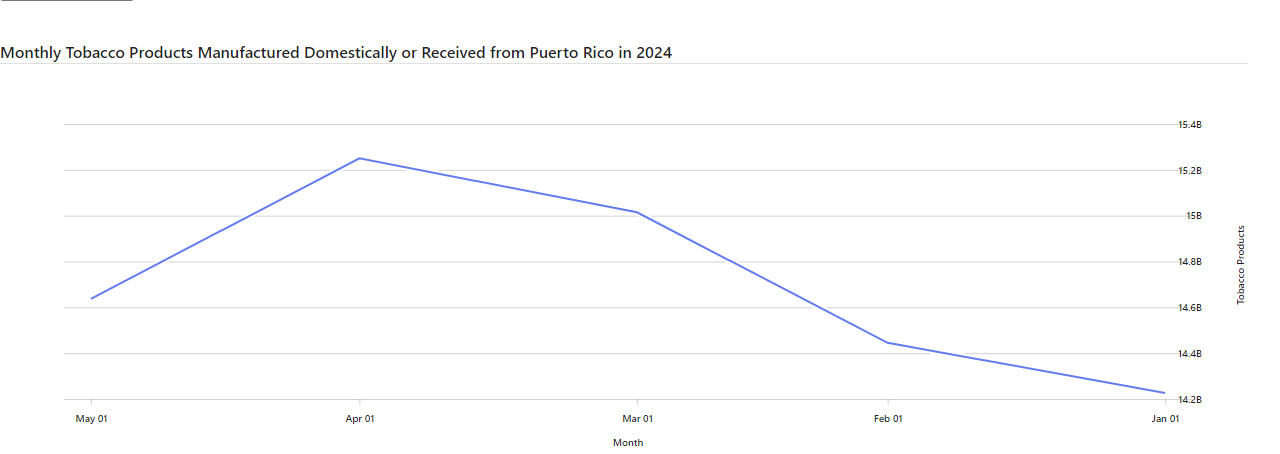 Monthly Tobacco Products Manufactured Domestically or Received from Puerto Rico in 2024
15.4B
15.2B
15B
14.8B
14.6B
14.4B
14.2B
Tobacco Products
May 01
Apr 01
Mar 01
Feb 01
Jan 01
Month